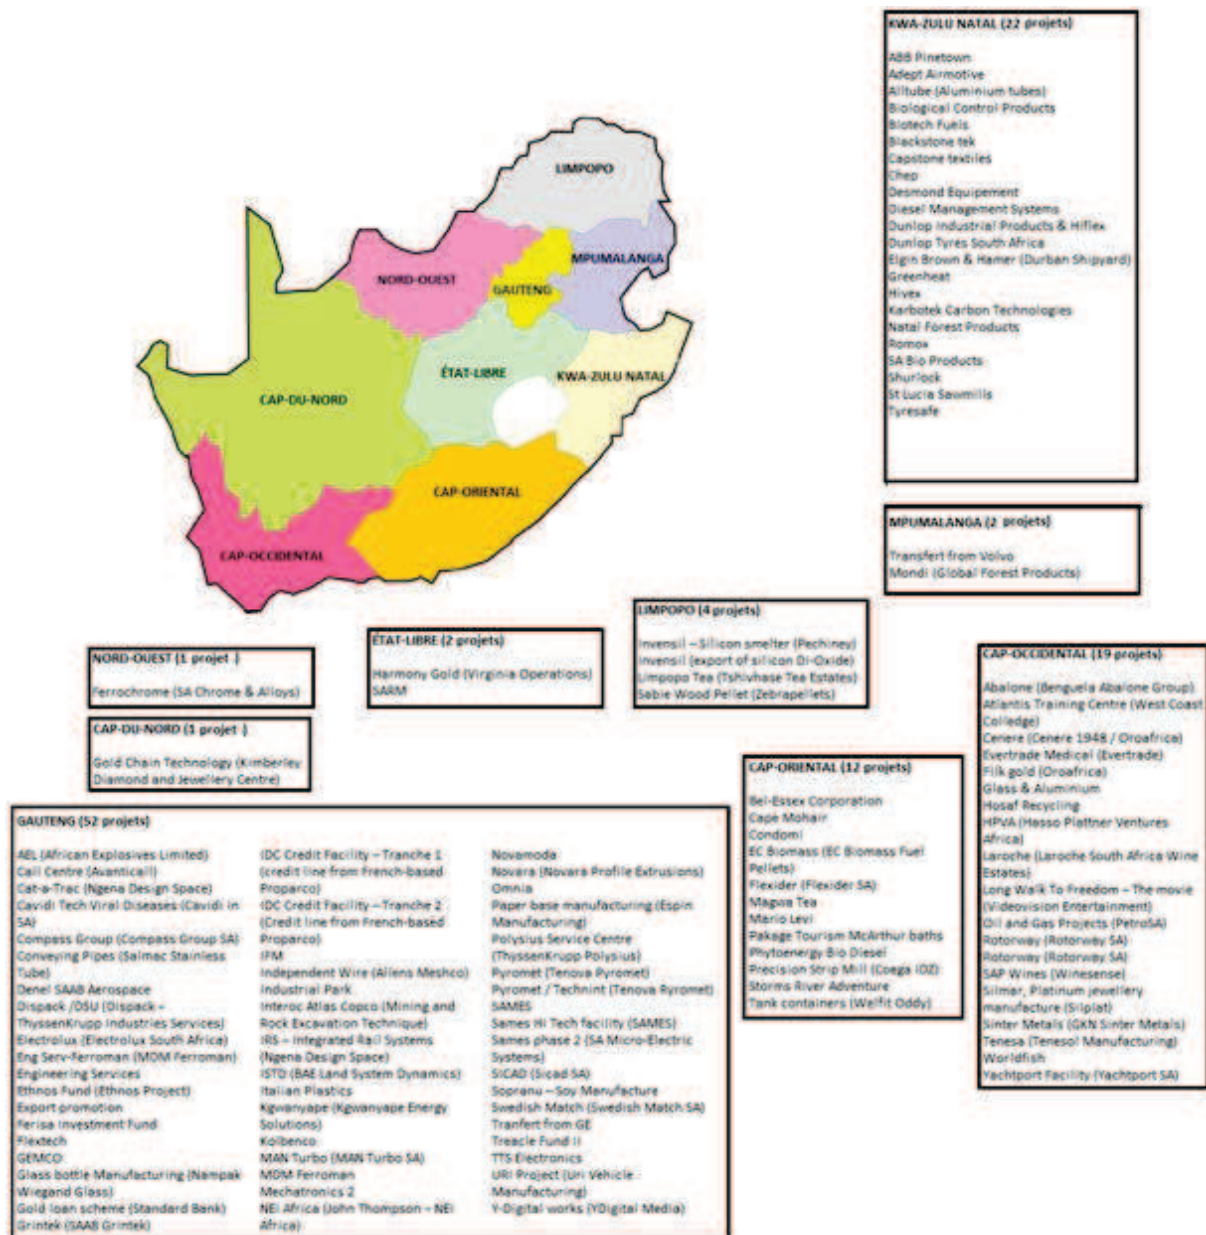 KWA-ZULU NATAL (22 projets)
ABB Pinetown
Adept Airmotive
Alltube (Aluminium tubes)
Biological Control Products
Biotech Fuels
Blackstone tek
Capstone textiles
Chep
Desmond Equipement
Diesel Management Systems
Dunlop Industrial Products & Hiflex
Dunlop Tyres South Africa
Elgin Brown & Hamer (Durban Shipyard)
Greenheat
Hivex
Karbotek Carbon Technologies
Natal Forest Products
Romox
SA Bio Products
Shurlock
St Lucia Sawmills
Tyresafe
LIMPOPO
MPUMALANGA
NORD-OUEST
GAUTENG
ÉTAT-LIBRE
KWA-ZULU NATAL
CAP-DU-NORD
CAP-ORIENTAL
CAP-OCCIDENTAL
MPUMALANGA (2 projets)
Transfert from Volvo
Mondi (Global Forest Products)
LIMPOPO (4 projets)
Invensil – Silicon smelter (Pechiney)
Invensil (export of silicon Di-Oxide)
Limpopo Tea (Tshivhase Tea Estates)
Sabie Wood Pellet (Zebrapellets)
ÉTAT-LIBRE (2 projets)
Harmony Gold (Virginia Operations)
SARM
NORD-OUEST (1 projet .)
Ferrochrome (SA Chrome & Alloys)
CAP-DU-NORD (1 projet .)
Gold Chain Technology (Kimberley
Diamond and Jewellery Centre)
CAP-OCCIDENTAL (19 projets)
Abalone (Benguela Abalone Group)
Atlantis Training Centre (West Coast
Colledge)
Cenere (Cenere 1948 / Oroafrica)
Evertrade Medical (Evertrade)
Filk gold (Oroafrica)
Glass & Aluminium
Hosaf Recycling
HPVA (Hasso Plattner Ventures
Africa)
Laroche (Laroche South Africa Wine
Estates)
Long Walk To Freedom – The movie
(Videovision Entertainment)
Oil and Gas Projects (PetroSA)
Rotorway (Rotorway SA)
Rotorway (Rotorway SA)
SAP Wines (Winesense)
Silmar, Platinum jewellery
manufacture (Silplat)
Sinter Metals (GKN Sinter Metals)
Tenesa (Tenesol Manufacturing)
Worldfish
Yachtport Facility (Yachtport SA)
CAP-ORIENTAL (12 projets)
Bel-Essex Corporation
Cape Mohair
Condomi
EC Biomass (EC Biomass Fuel
Pellets)
Flexider (Flexider SA)
Magwa Tea
Mario Levi
Pakage Tourism McArthur baths
Phytoenergy Bio Diesel
Precision Strip Mill (Coega IDZ)
Storms River Adventure
Tank containers (Welfit Oddy)
GAUTENG (52 projets)
AEL (African Explosives Limited)
Call Centre (Avanticall)
Cat-a-Trac (Ngena Design Space)
Cavidi Tech Viral Diseases (Cavidi in
SA)
Compass Group (Compass Group SA)
Conveying Pipes (Salmac Stainless
Tube)
Denel SAAB Aerospace
Dispack /DSU (Dispack –
ThyssenKrupp Industries Services)
Electrolux (Electrolux South Africa)
Eng Serv-Ferroman (MDM Ferroman)
Engineering Services
Ethnos Fund (Ethnos Project)
Export promotion
Ferisa Investment Fund
Flextech
GEMCO
Glass bottle Manufacturing (Nampak
Wiegand Glass)
Gold loan scheme (Standard Bank)
Grintek (SAAB Grintek)
IDC Credit Facility – Tranche 1
(credit line from French-based
Proparco)
IDC Credit Facility – Tranche 2
(Credit line from French-based
Proparco)
IFM
Independent Wire (Allens Meshco)
Industrial Park
Interoc Atlas Copco (Mining and
Rock Excavation Technique)
IRS – Integrated Rail Systems
(Ngena Design Space)
ISTD (BAE Land System Dynamics)
Italian Plastics
Kgwanyape (Kgwanyape Energy
Solutions)
Kolbenco
MAN Turbo (MAN Turbo SA)
MDM Ferroman
Mechatronics 2
NEI Africa (John Thompson – NEI
Africa)
Novamoda
Novara (Novara Profile Extrusions)
Omnia
Paper base manufacturing (Espin
Manufacturing)
Polysius Service Centre
(ThyssenKrupp Polysius)
Pyromet (Tenova Pyromet)
Pyromet / Technint (Tenova Pyromet)
SAMES
Sames Hi Tech facility (SAMES)
Sames phase 2 (SA Micro-Electric
Systems)
SICAD (Sicad SA)
Sopranu – Soy Manufacture
Swedish Match (Swedish Match SA)
Tranfert from GE
Treacle Fund II
TTS Electronics
URI Project (Uri Vehicle
Manufacturing)
Y-Digital works (YDigital Media)